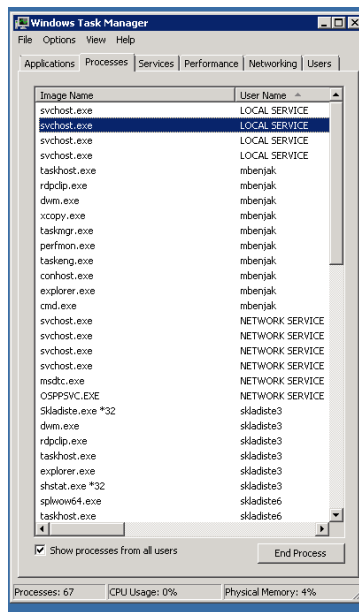 Windows Task Manager
File Options View Help
Applications Processes Services Performance Networking Users
Image Name User Name
svchost.exe LOCAL SERVICE
svchost.exe LOCAL SERVICE
svchost.exe LOCAL SERVICE
svchost.exe LOCAL SERVICE
taskhost.exe mbenjak
rdpclip.exe mbenjak
dwm.exe mbenjak
xcopy.exe mbenjak
taskmgr.exe mbenjak
perfmon.exe mbenjak
taskeng.exe mbenjak
conhost.exe mbenjak
explorer.exe mbenjak
cmd.exe mbenjak
svchost.exe NETWORK SERVICE
svchost.exe NETWORK SERVICE
svchost.exe NETWORK SERVICE
svchost.exe NETWORK SERVICE
msdtc.exe NETWORK SERVICE
OSPPSVC.EXE NETWORK SERVICE
Skladiste.exe *32 skladiste3
dwm.exe skladiste3
rdpclip.exe skladiste3
taskhost.exe skladiste3
explorer.exe skladiste3
shstat.exe *32 skladiste3
splwow64.exe skladiste6
taskhost.exe skladiste6
Show processes from all users End Process
Processes: 67 CPU Usage: 0% Physical Memory: 4%